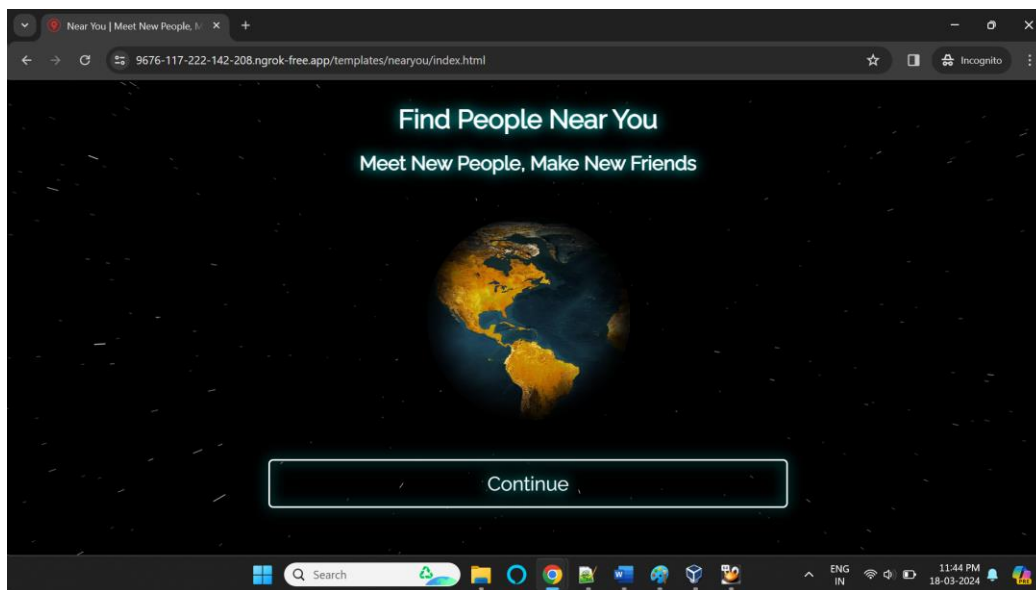 Near You | Meet New People, M
9676-117-222-142-208.ngrok-free.app/templates/nearyou/index.html
Incognito
Find People Near You
Meet New People, Make New Friends
Continue
Search
ENG
IN
11:44 PM
18-03-2024